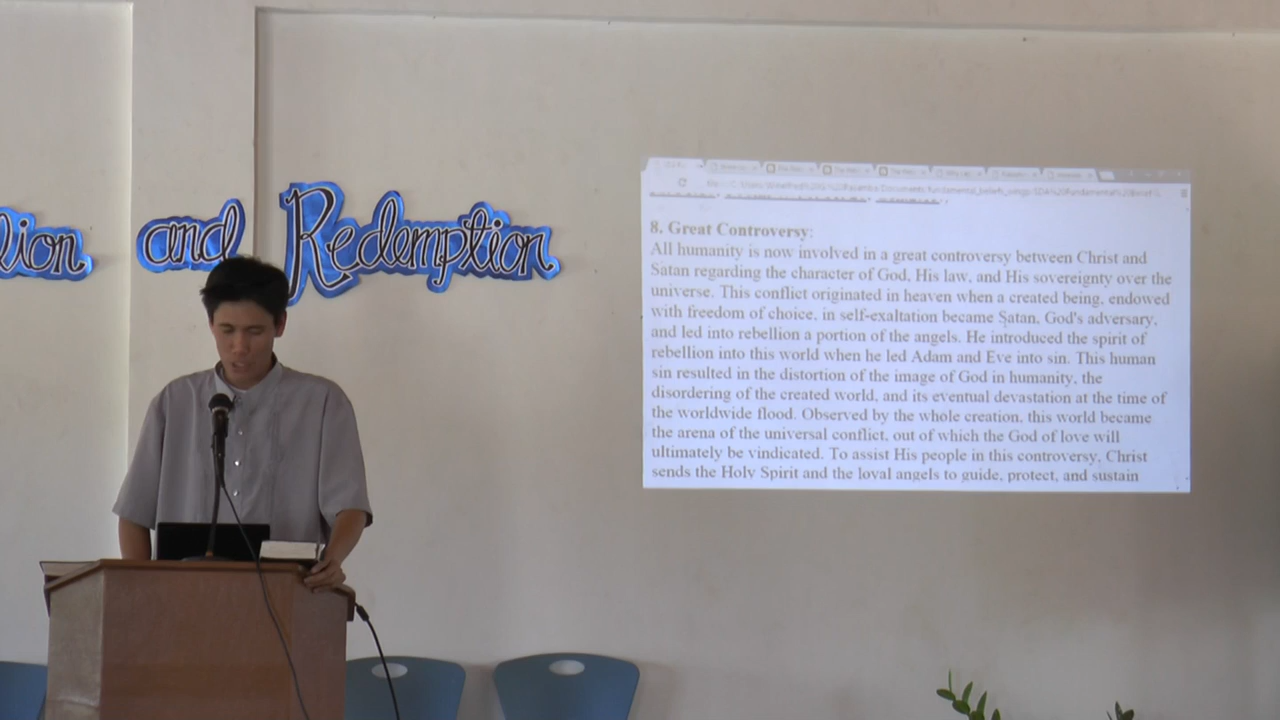 lion and Redemption
8. Great Controversy:
All humanity is now involved in a great controversy between Christ and
Satan regarding the character of God, His law, and His sovereignty over the
universe. This conflict originated in heaven when a created being, endowed
with freedom of choice, in self-exaltation became Satan, God's adversary,
and led into rebellion a portion of the angels. He introduced the spirit of
rebellion into this world when he led Adam and Eve into sin. This human
sin resulted in the distortion of the image of God in humanity, the
disordering of the created world, and its eventual devastation at the time of
the worldwide flood. Observed by the whole creation, this world became
the arena of the universal conflict, out of which the God of love will
ultimately be vindicated. To assist His people in this controversy, Christ
sends the Holy Spirit and the loyal angels to guide, protect, and sustain